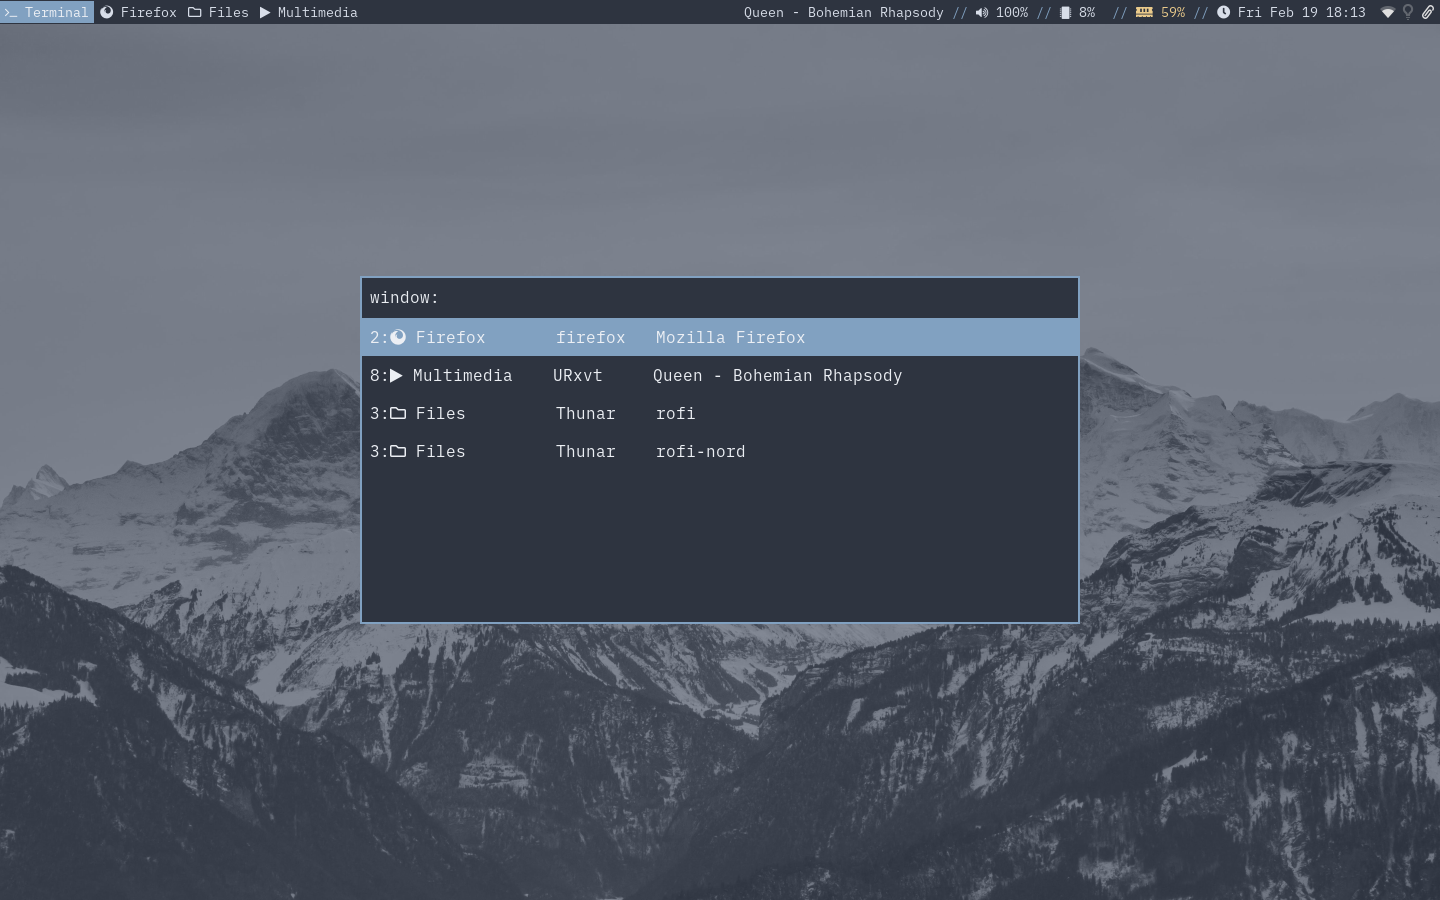 Terminal Firefox Files Multimedia Queen - Bohemian Rhapsody // 100% // 8% // 59% // Fri Feb 19 18:13
window:
2: Firefox firefox Mozilla Firefox
8: Multimedia URxvt Queen - Bohemian Rhapsody
3: Files Thunar rofi
3: Files Thunar rofi-nord